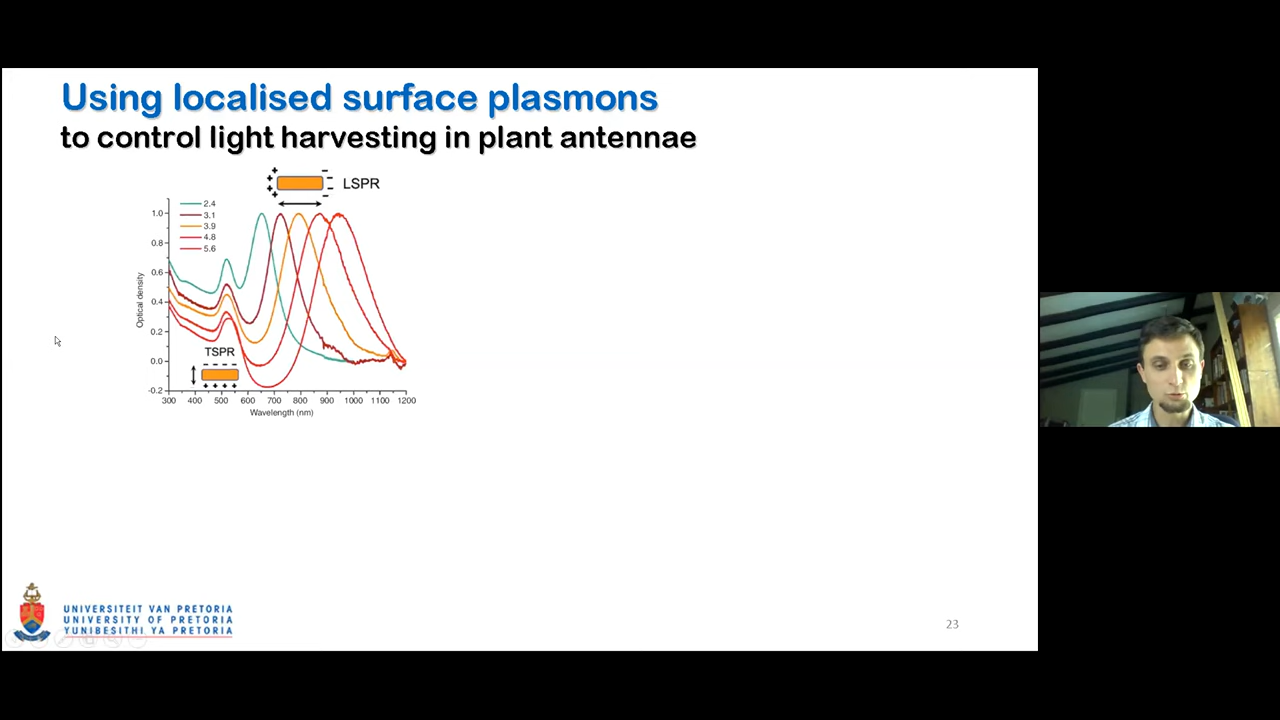 Using localised surface plasmons
to control light harvesting in plant antennae
LSPR
2.4
3.1
3.9
4.8
5.6
1.0
0.8
0.6
0.4
0.2
0.0
-0.2
Optical density
TSPR
300 400 500 600 700 800 900 1000 1100 1200
Wavelength (nm)
UNIVERSITEIT VAN PRETORIA
UNIVERSITY OF PRETORIA
YUNIBESITHI YA PRETORIA
23